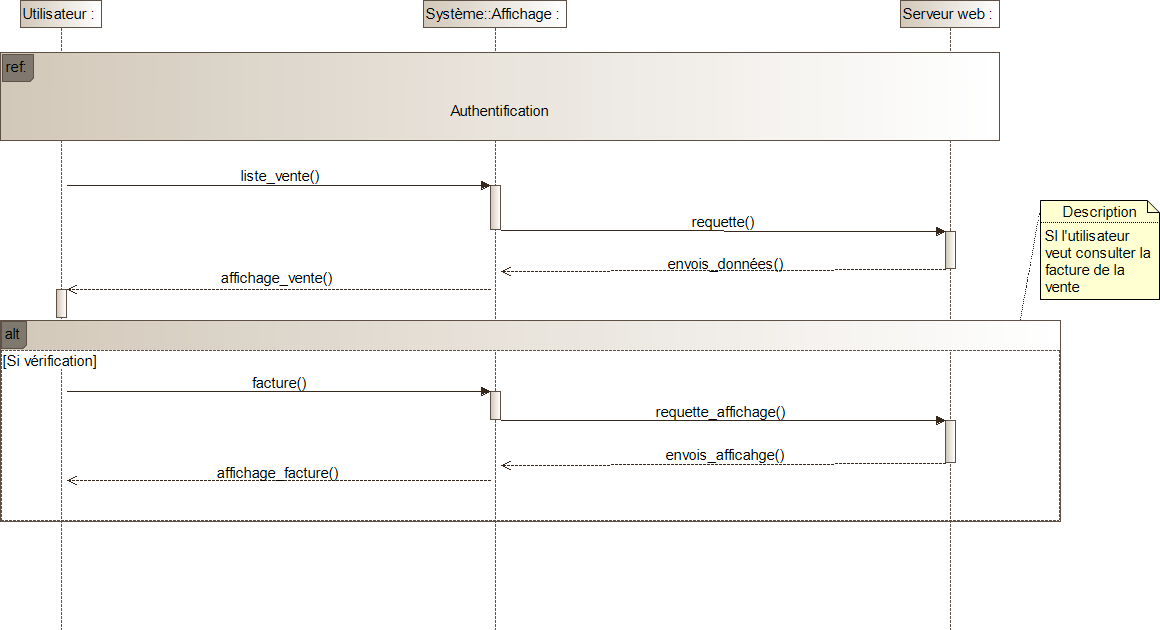 Utilisateur :
Système::Affichage :
Serveur web :
ref:
Authentification
liste_vente()
requette()
Description
SI l'utilisateur
veut consulter la
facture de la
vente
envois_données()
affichage_vente()
alt
[Si vérification]
facture()
requette_affichage()
envois_afficahge()
affichage_facture()